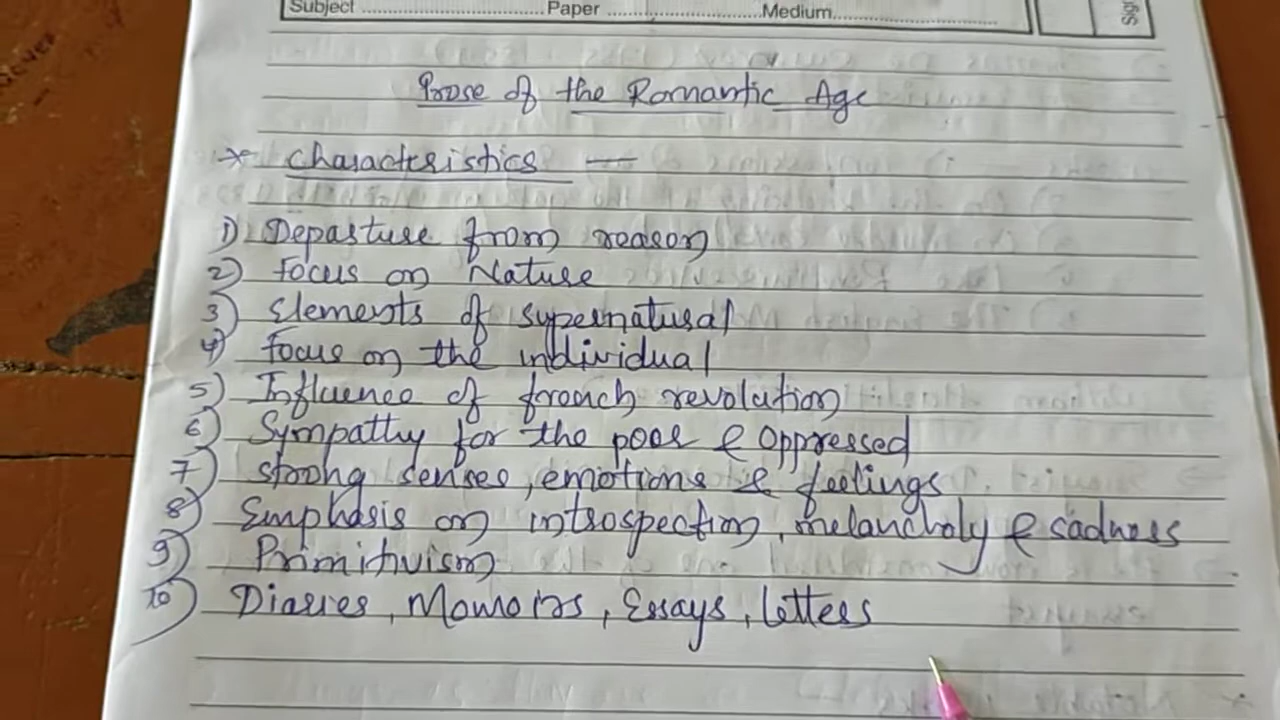 Subject ........................Paper ....................Medium......................
Prose of the Romantic Age
* Characteristics —
1) Departure from reason
2) Focus on Nature
3) Elements of supernatural
4) Focus on the individual
5) Influence of french revolution
6) Sympathy for the poor & oppressed
7) strong senses, emotions & feelings
8) Emphasis on introspection, melancholy & sadness
9) Primitivism
10) Diaries, Memoirs, Essays, letters